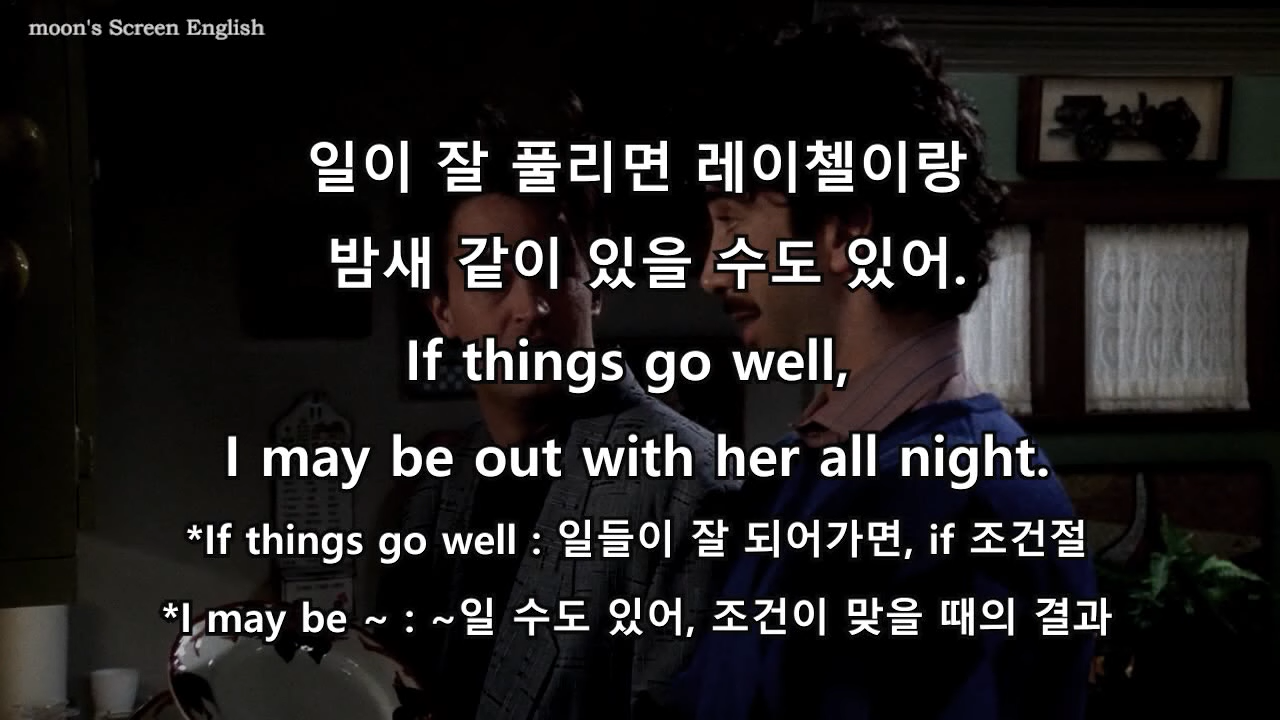 moon's Screen English
일이 잘 풀리면 레이첼이랑
밤새 같이 있을 수도 있어.
If things go well,
I may be out with her all night.
*If things go well : 일들이 잘 되어가면, if 조건절
*I may be ~ : ~일 수도 있어, 조건이 맞을 때의 결과